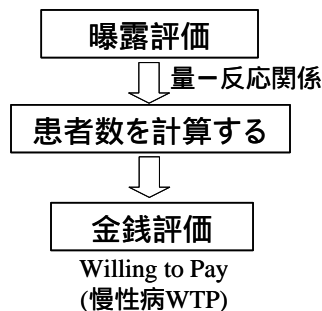 曝露評価
量ー反応関係
患者数を計算する
金銭評価
Willing to Pay
(慢性病WTP)